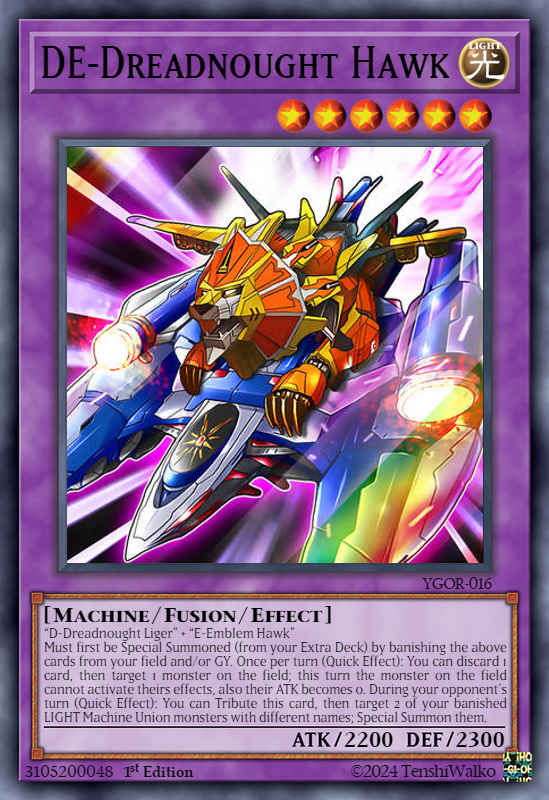 DE-Dreadnought Hawk
LIGHT
光
YGOR-016
[Machine/Fusion/Effect]
"D-Dreadnought Liger" + "E-Emblem Hawk"
Must first be Special Summoned (from your Extra Deck) by banishing the above
cards from your field and/or GY. Once per turn (Quick Effect): You can discard 1
card, then target 1 monster on the field; this turn the monster on the field
cannot activate theirs effects, also their ATK becomes 0. During your opponent's
turn (Quick Effect): You can Tribute this card, then target 2 of your banished
LIGHT Machine Union monsters with different names; Special Summon them.
ATK/2200 DEF/2300
3105200048 1st Edition ©2024 TenshiWalko